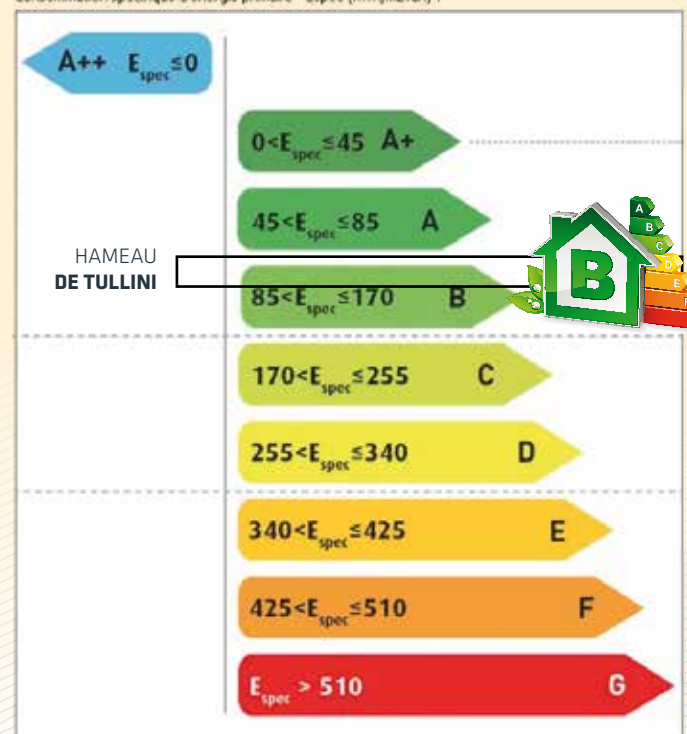 A++ Espec≤0
0<Espec≤45 A+
45<Espec≤85 A
HAMEAU
DE TULLINI
85<Espec≤170 B
B
A
B
C
D
E
170<Espec≤255 C
255<Espec≤340 D
340<Espec≤425 E
425<Espec≤510 F
Espec > 510 G